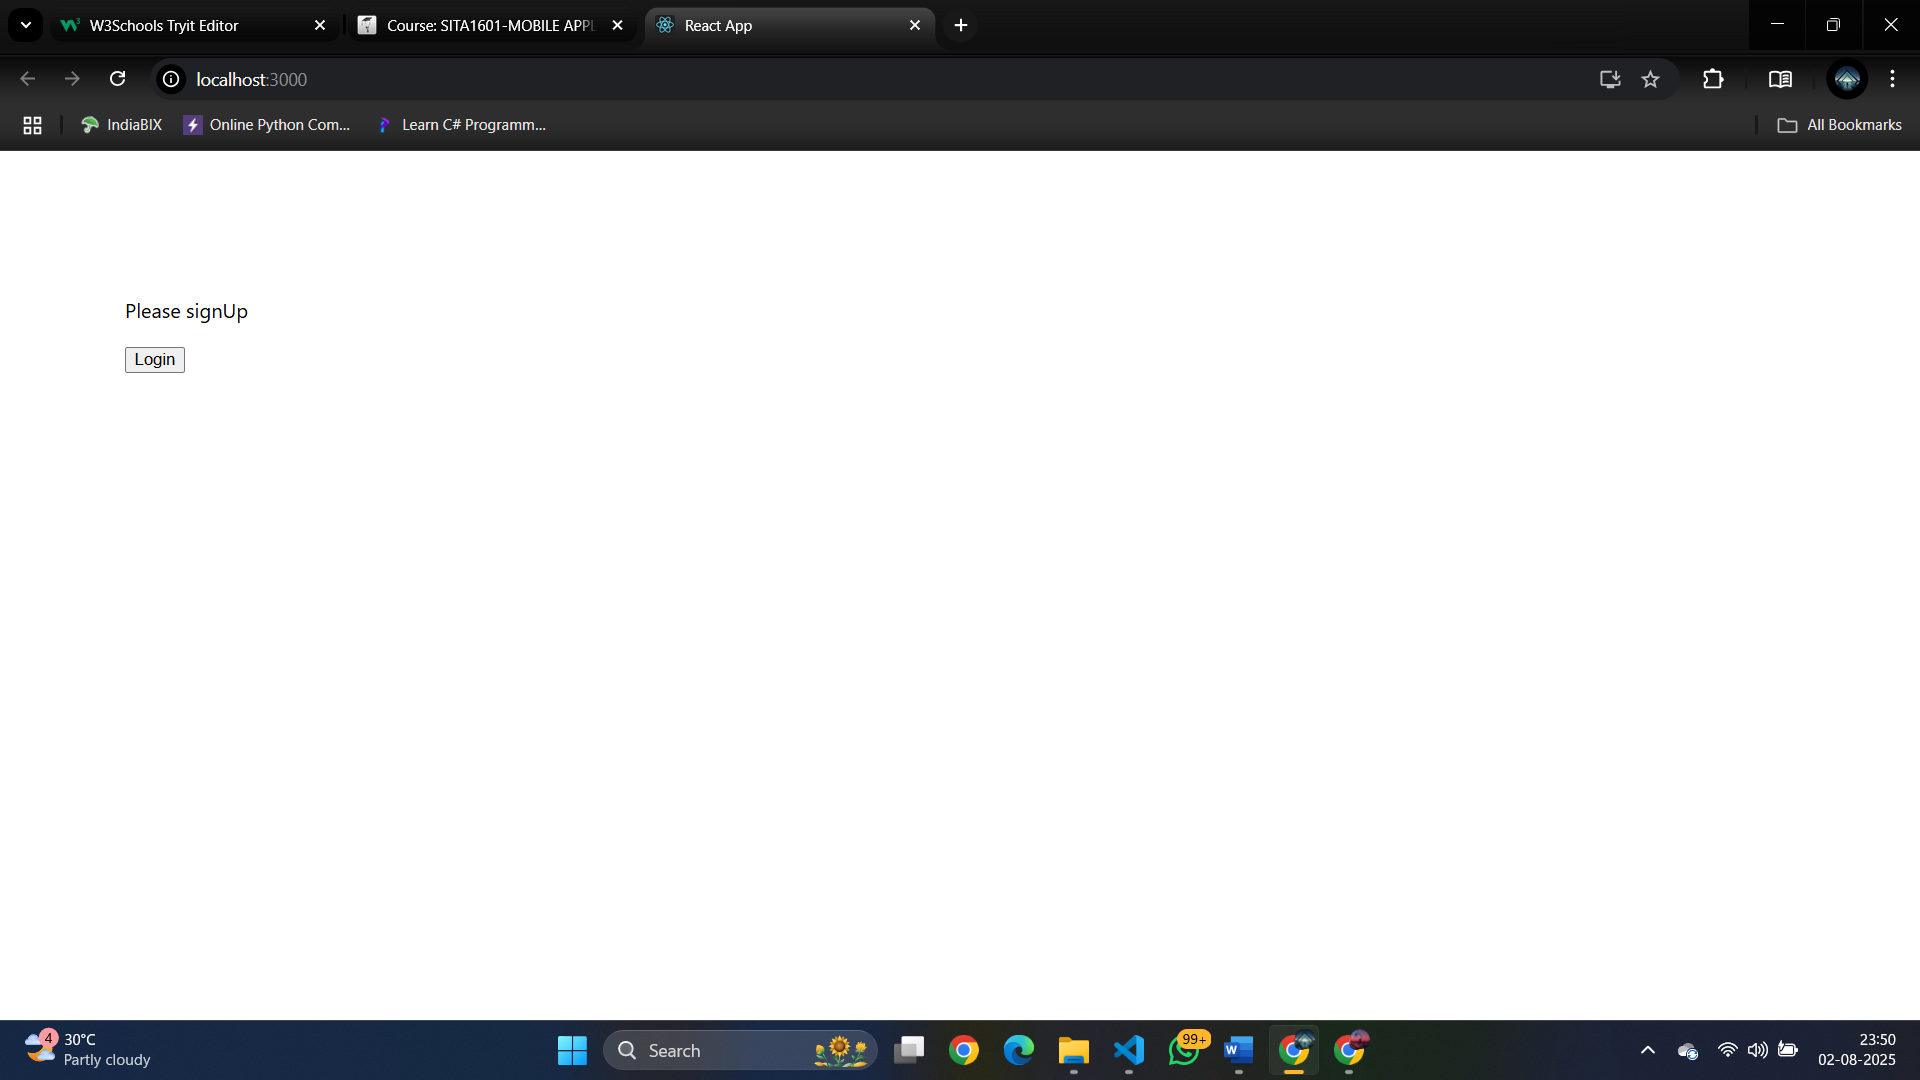 W3Schools Tryit Editor
Course: SITA1601-MOBILE APPL
React App
localhost:3000
IndiaBIX
Online Python Com...
Learn C# Programm...
All Bookmarks
Please signUp
Login
4
30°C
Partly cloudy
Search
99+
23:50
02-08-2025